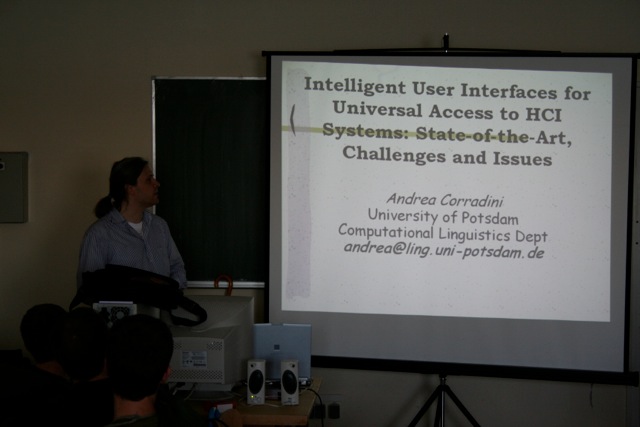 Intelligent User Interfaces for
Universal Access to HCI
Systems: State-of-the-Art,
Challenges and Issues
Andrea Corradini
University of Potsdam
Computational Linguistics Dept
andrea@ling.uni-potsdam.de